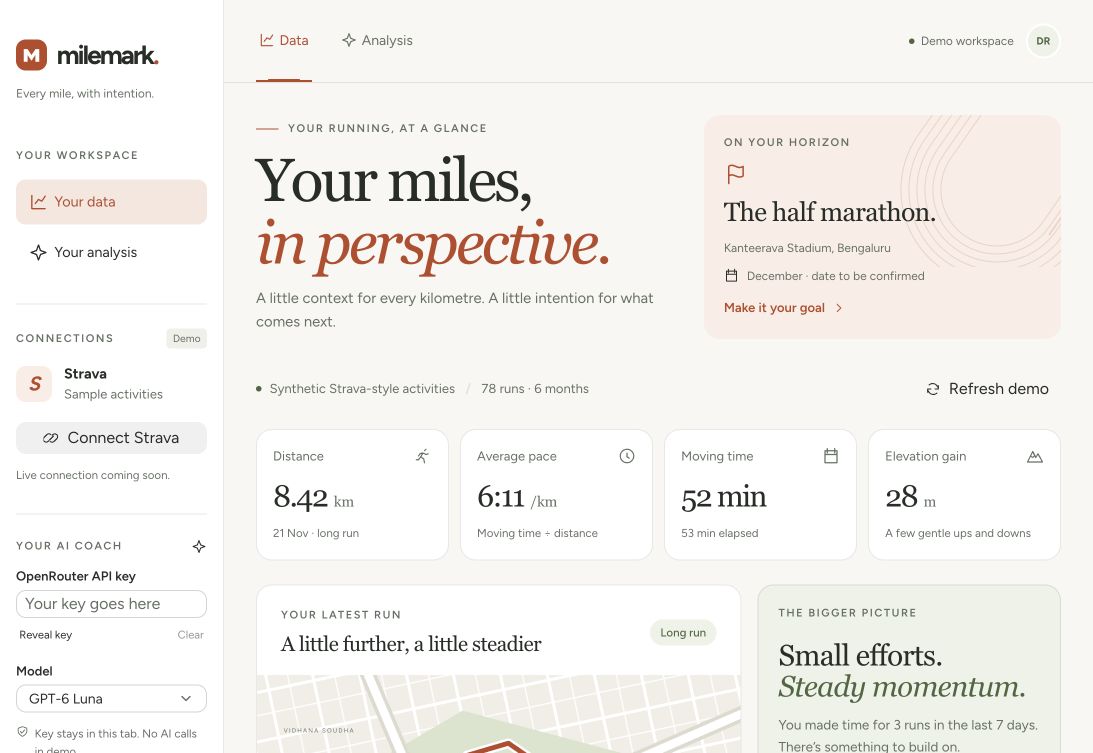 M milemark.
Every mile, with intention.
YOUR WORKSPACE
Your data
Your analysis
CONNECTIONS
Demo
S
Strava
Sample activities
Connect Strava
Live connection coming soon.
YOUR AI COACH
OpenRouter API key
Your key goes here
Reveal key
Clear
Model
GPT-6 Luna
Key stays in this tab. No AI calls
in demo
Data
Analysis
Demo workspace
DR
YOUR RUNNING, AT A GLANCE
Your miles,
in perspective.
A little context for every kilometre. A little intention for what
comes next.
ON YOUR HORIZON
The half marathon.
Kanteerava Stadium, Bengaluru
December · date to be confirmed
Make it your goal
Synthetic Strava-style activities / 78 runs · 6 months
Refresh demo
Distance
8.42 km
21 Nov · long run
Average pace
6:11 /km
Moving time ÷ distance
Moving time
52 min
53 min elapsed
Elevation gain
28 m
A few gentle ups and downs
YOUR LATEST RUN
A little further, a little steadier
Long run
VIDHANA SOUDHA
THE BIGGER PICTURE
Small efforts.
Steady momentum.
You made time for 3 runs in the last 7 days.
There's something to build on.